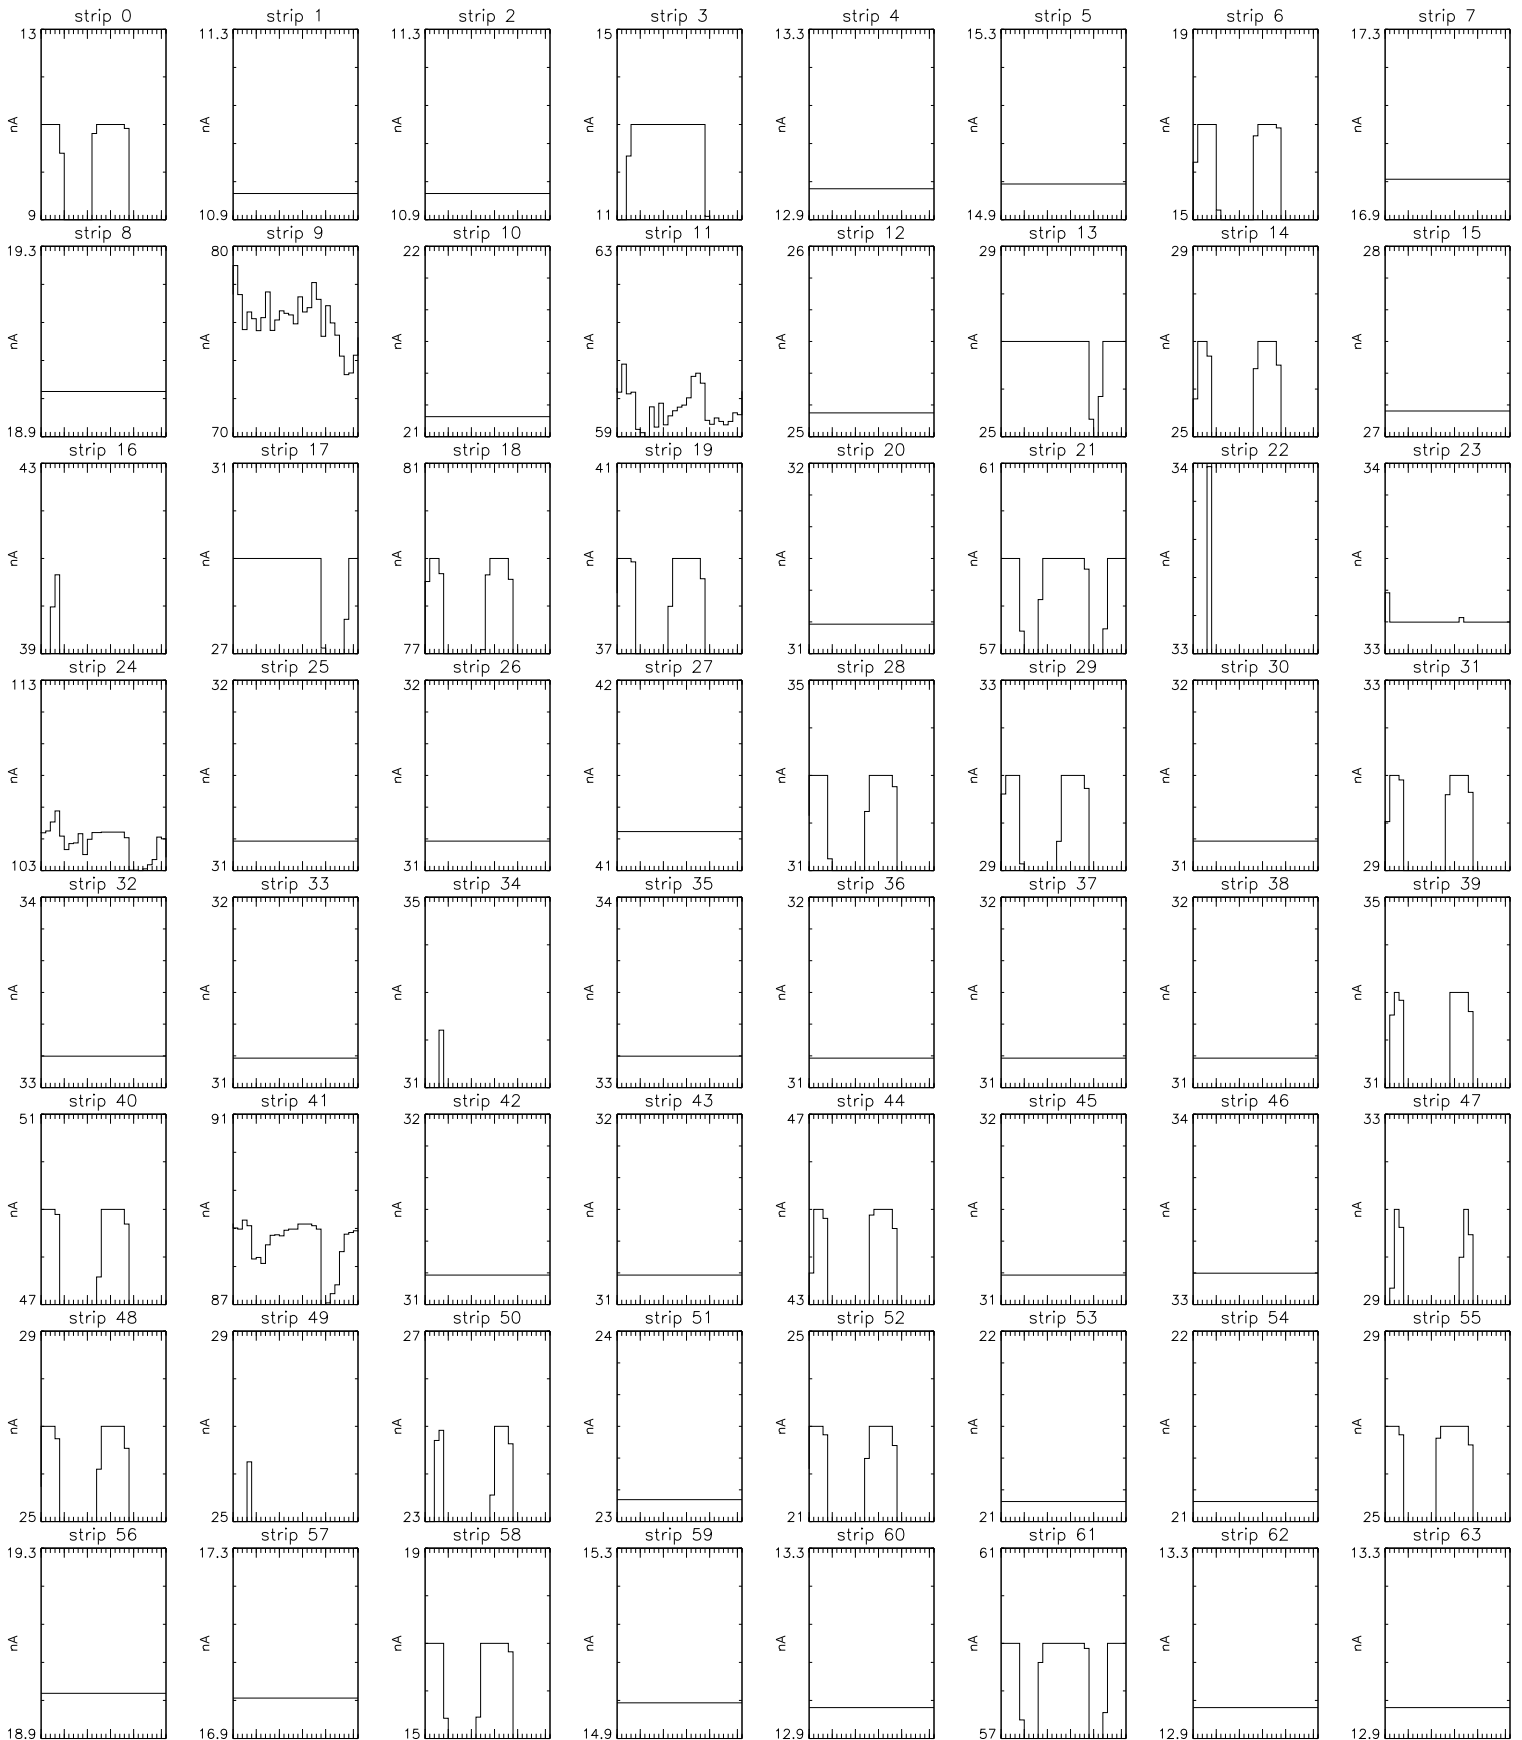 strip 0 strip 1 strip 2 strip 3 strip 4 strip 5 strip 6 strip 7
13 11.3 11.3 15 13.3 15.3 19 17.3
nA nA nA nA nA nA nA nA
9 10.9 10.9 11 12.9 14.9 15 16.9
strip 8 strip 9 strip 10 strip 11 strip 12 strip 13 strip 14 strip 15
19.3 80 22 63 26 29 29 28
nA nA nA nA nA nA nA nA
18.9 70 21 59 25 25 25 27
strip 16 strip 17 strip 18 strip 19 strip 20 strip 21 strip 22 strip 23
43 31 81 41 32 61 34 34
nA nA nA nA nA nA nA nA
39 27 77 37 31 57 33 33
strip 24 strip 25 strip 26 strip 27 strip 28 strip 29 strip 30 strip 31
113 32 32 42 35 33 32 33
nA nA nA nA nA nA nA nA
103 31 31 41 31 29 31 29
strip 32 strip 33 strip 34 strip 35 strip 36 strip 37 strip 38 strip 39
34 32 35 34 32 32 32 35
nA nA nA nA nA nA nA nA
33 31 31 33 31 31 31 31
strip 40 strip 41 strip 42 strip 43 strip 44 strip 45 strip 46 strip 47
51 91 32 32 47 32 34 33
nA nA nA nA nA nA nA nA
47 87 31 31 43 31 33 29
strip 48 strip 49 strip 50 strip 51 strip 52 strip 53 strip 54 strip 55
29 29 27 24 25 22 22 29
nA nA nA nA nA nA nA nA
25 25 23 23 21 21 21 25
strip 56 strip 57 strip 58 strip 59 strip 60 strip 61 strip 62 strip 63
19.3 17.3 19 15.3 13.3 61 13.3 13.3
nA nA nA nA nA nA nA nA
18.9 16.9 15 14.9 12.9 57 12.9 12.9